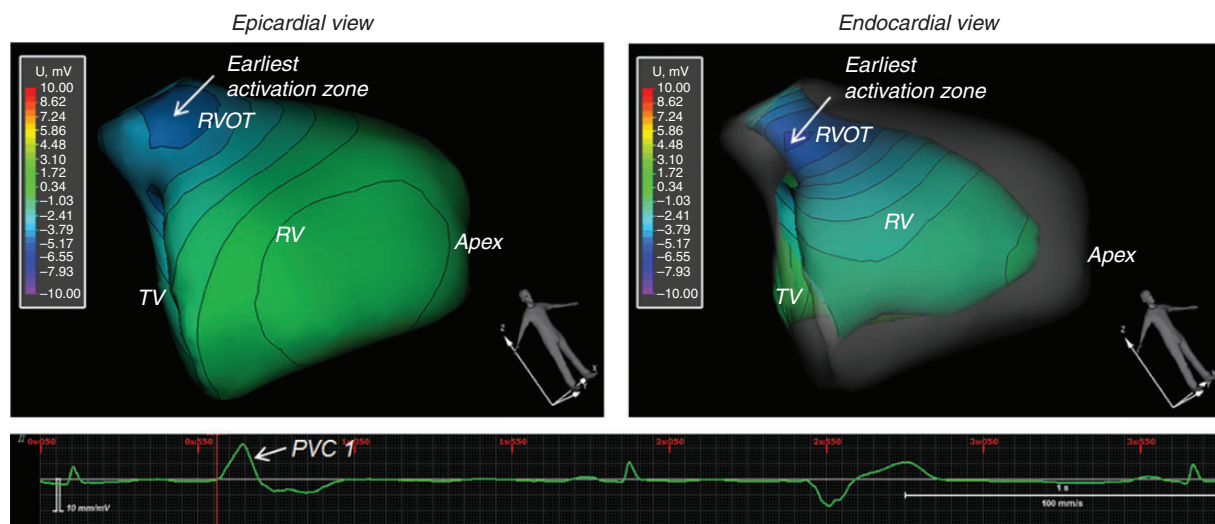 Epicardial view
Endocardial view
U, mV
10.00
8.62
7.24
5.86
4.48
3.10
1.72
0.34
−1.03
−2.41
−3.79
−5.17
−6.55
−7.93
−10.00
Earliest
activation zone
RVOT
RV
Apex
TV
Z
X
Y
U, mV
10.00
8.62
7.24
5.86
4.48
3.10
1.72
0.34
−1.03
−2.41
−3.79
−5.17
−6.55
−7.93
−10.00
Earliest
activation zone
RVOT
RV
Apex
TV
Z
X
II
PVC 1
10 mm/mV
1 s
100 mm/s